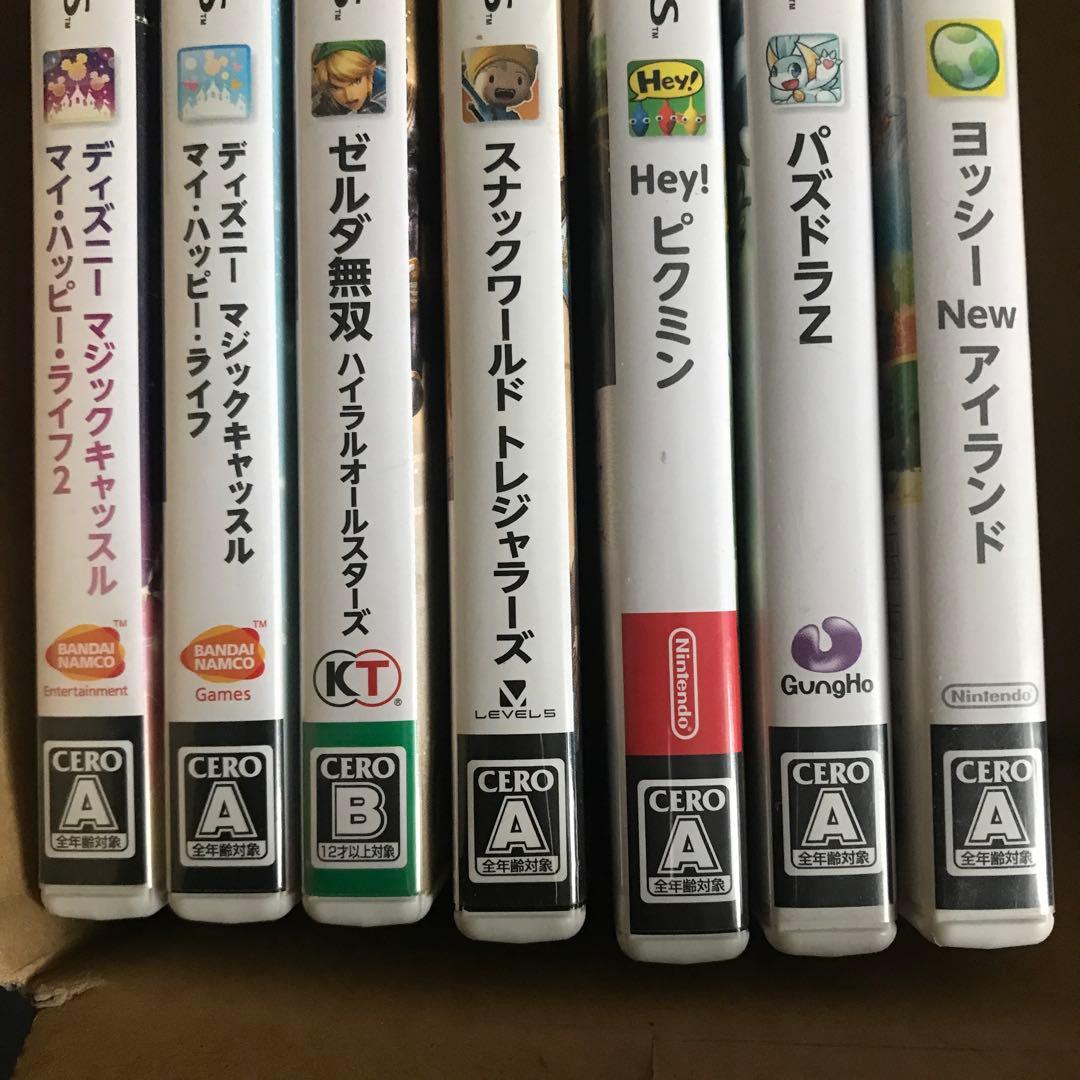 S™
ディズニー マジックキャッスル
マイ・ハッピー・ライフ2
BANDAI
NAMCO
™
Entertainment
CERO
A
全年齢対象
S™
ディズニー マジックキャッスル
マイ・ハッピー・ライフ
BANDAI
NAMCO
™
Games
CERO
A
全年齢対象
S™
ゼルダ無双 ハイラルオールスターズ
KT®
CERO
B
12才以上対象
S™
スナックワールド トレジャラーズ
LEVEL5
CERO
A
全年齢対象
S™
Hey!
Hey! ピクミン
Nintendo®
CERO
A
全年齢対象
™
パズドラZ
GungHo
CERO
A
全年齢対象
ヨッシー New アイランド
Nintendo
CERO
A
全年齢対象